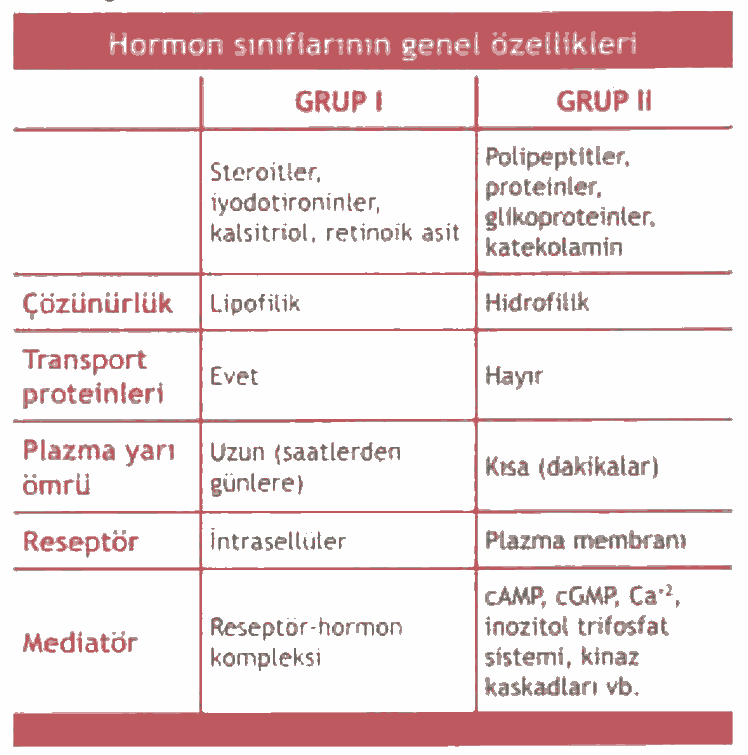 Hormon sınıflarının genel özellikleri
GRUP I
GRUP II
Steroitler,
iyodotironinler,
kalsitriol, retinoik asit
Polipeptitler,
proteinler,
glikoproteinler,
katekolamin
Çözünürlük
Lipofilik
Hidrofilik
Transport
proteinleri
Evet
Hayır
Plazma yarı
ömrü
Uzun (saatlerden
günlere)
Kısa (dakikalar)
Reseptör
İntrasellüler
Plazma membranı
Mediatör
Reseptör-hormon
kompleksi
cAMP, cGMP, Ca⁺²,
inozitol trifosfat
sistemi, kinaz
kaskadları vb.